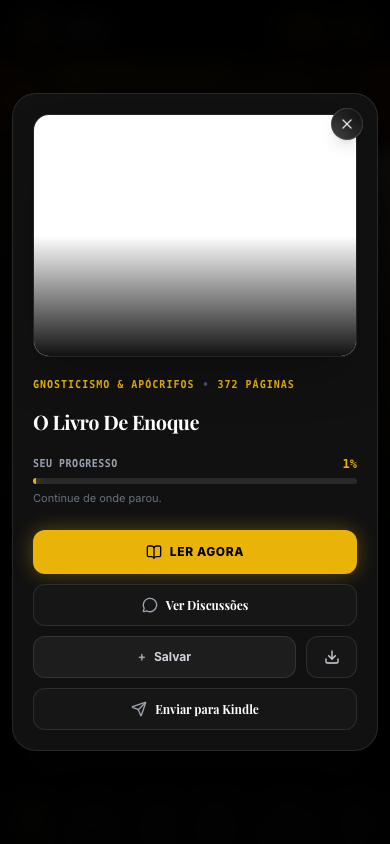 GNOSTICISMO & APÓCRIFOS • 372 PÁGINAS
O Livro De Enoque
SEU PROGRESSO 1%
Continue de onde parou.
LER AGORA
Ver Discussões
+ Salvar
Enviar para Kindle